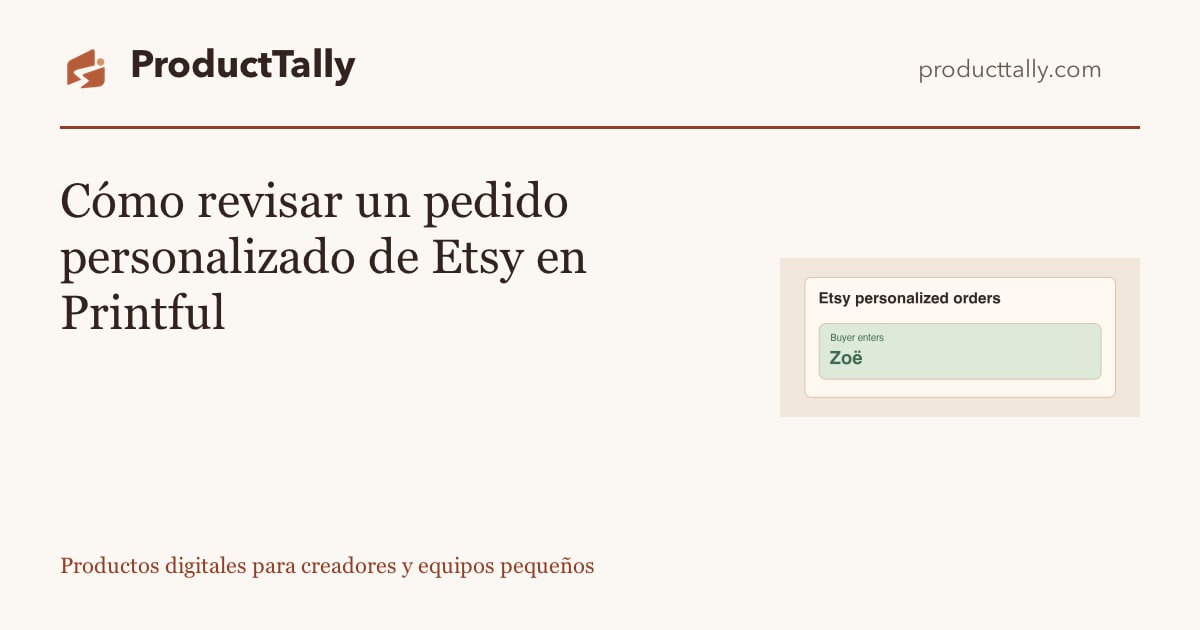 ProductTally
producttally.com
Cómo revisar un pedido
personalizado de Etsy en
Printful
Etsy personalized orders
Buyer enters
Zoë
Productos digitales para creadores y equipos pequeños